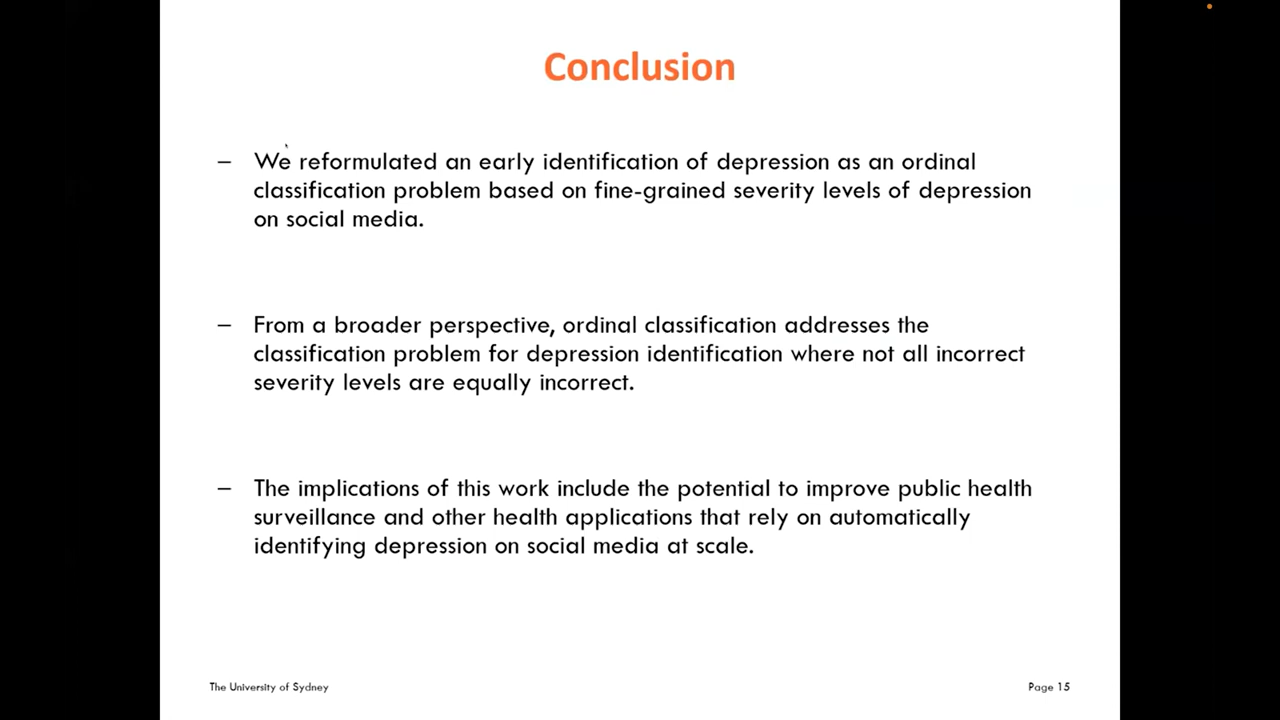 Conclusion
– We reformulated an early identification of depression as an ordinal
classification problem based on fine-grained severity levels of depression
on social media.
– From a broader perspective, ordinal classification addresses the
classification problem for depression identification where not all incorrect
severity levels are equally incorrect.
– The implications of this work include the potential to improve public health
surveillance and other health applications that rely on automatically
identifying depression on social media at scale.
The University of Sydney
Page 15